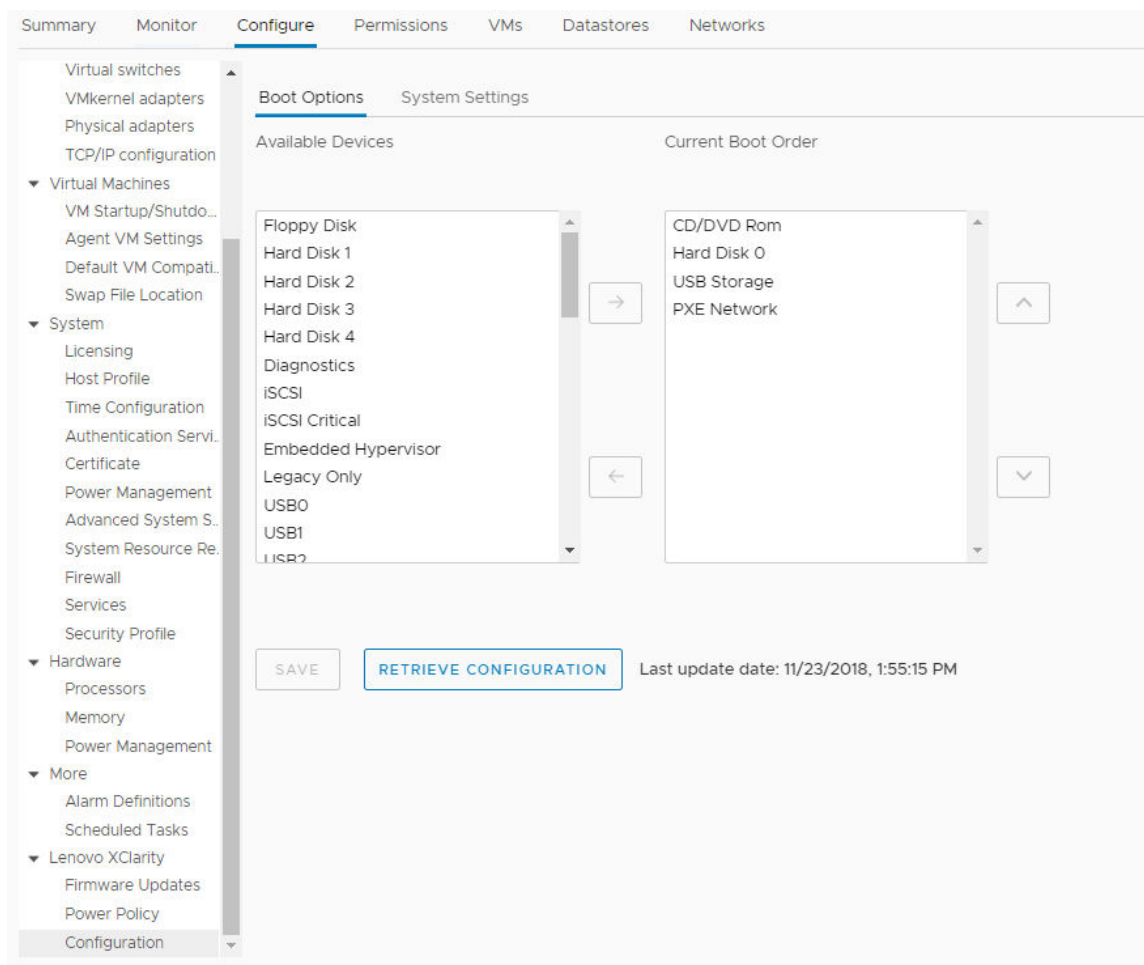 Summary Monitor Configure Permissions VMs Datastores Networks
Virtual switches
VMkernel adapters
Physical adapters
TCP/IP configuration
Virtual Machines
VM Startup/Shutdo...
Agent VM Settings
Default VM Compati..
Swap File Location
System
Licensing
Host Profile
Time Configuration
Authentication Servi..
Certificate
Power Management
Advanced System S..
System Resource Re.
Firewall
Services
Security Profile
Hardware
Processors
Memory
Power Management
More
Alarm Definitions
Scheduled Tasks
Lenovo XClarity
Firmware Updates
Power Policy
Configuration
Boot Options System Settings
Available Devices
Floppy Disk
Hard Disk 1
Hard Disk 2
Hard Disk 3
Hard Disk 4
Diagnostics
iSCSI
iSCSI Critical
Embedded Hypervisor
Legacy Only
USB0
USB1
USB2
Current Boot Order
CD/DVD Rom
Hard Disk 0
USB Storage
PXE Network
SAVE RETRIEVE CONFIGURATION Last update date: 11/23/2018, 1:55:15 PM